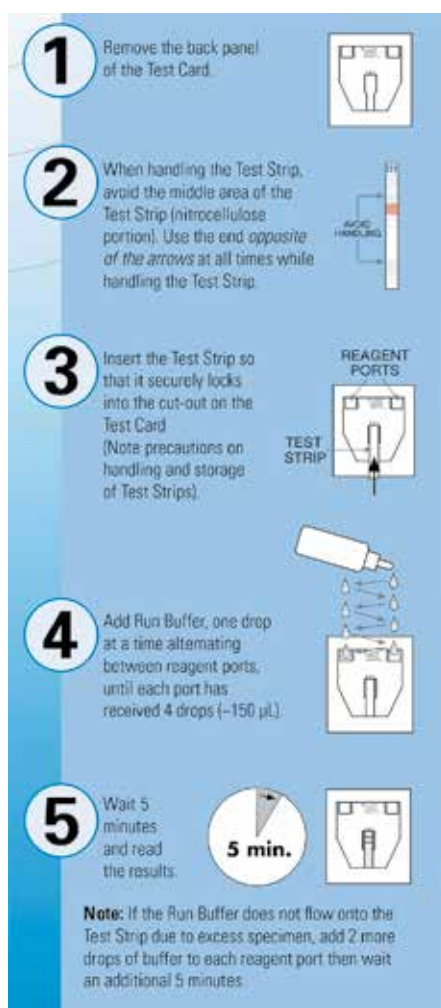 1
Remove the back panel
of the Test Card.
2
When handling the Test Strip,
avoid the middle area of the
Test Strip (nitrocellulose
portion). Use the end opposite
of the arrows at all times while
handling the Test Strip.
AVOID
HANDLING
3
Insert the Test Strip so
that it securely locks
into the cut-out on the
Test Card
(Note precautions on
handling and storage
of Test Strips).
REAGENT
PORTS
TEST
STRIP
4
Add Run Buffer, one drop
at a time alternating
between reagent ports,
until each port has
received 4 drops (~150 µL).
5
Wait 5
minutes
and read
the results.
5 min.
Note: If the Run Buffer does not flow onto the
Test Strip due to excess specimen, add 2 more
drops of buffer to each reagent port then wait
an additional 5 minutes.